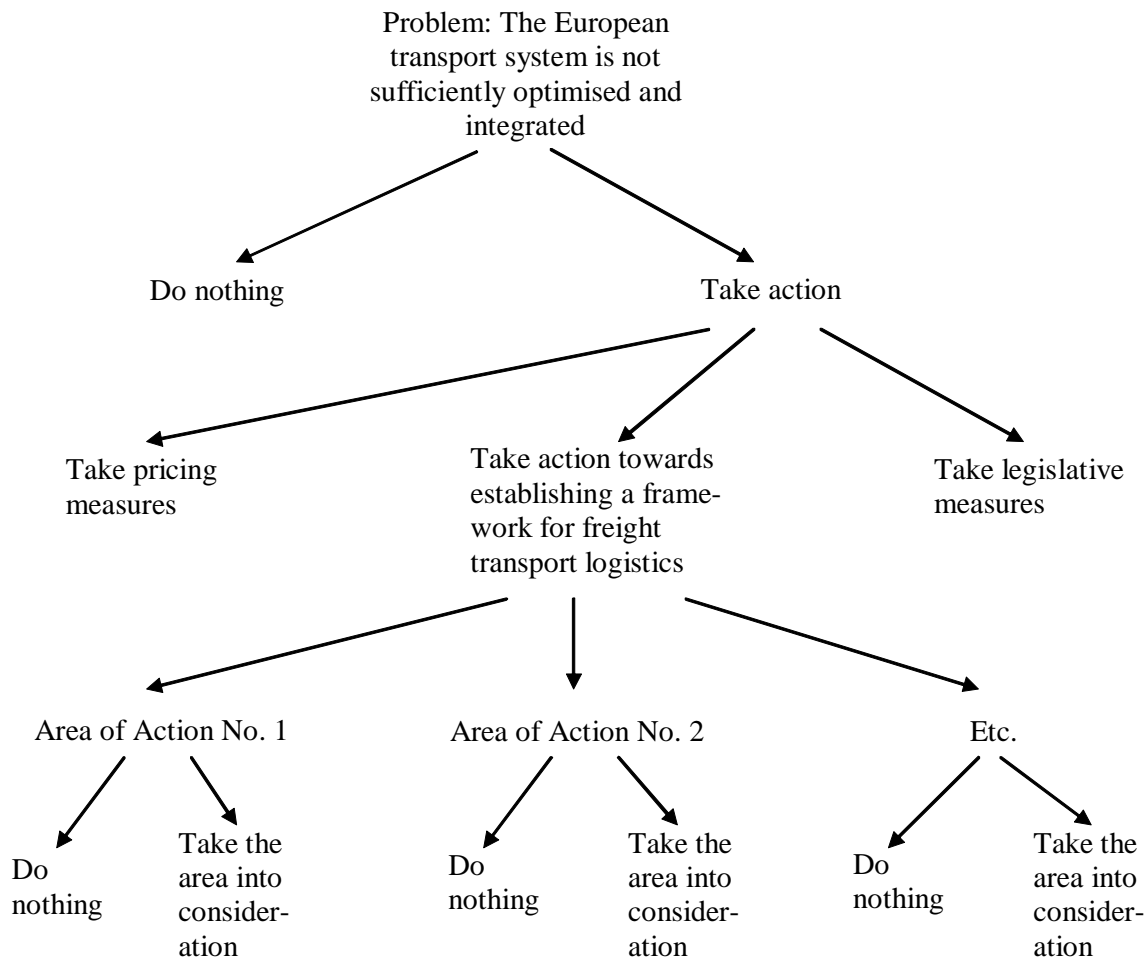 Problem: The European
transport system is not
sufficiently optimised and
integrated
Do nothing
Take action
Take pricing
measures
Take action towards
establishing a frame-
work for freight
transport logistics
Take legislative
measures
Area of Action No. 1
Area of Action No. 2
Etc.
Do
nothing
Take the
area into
consider-
ation
Do
nothing
Take the
area into
consider-
ation
Do
nothing
Take the
area into
consider-
ation